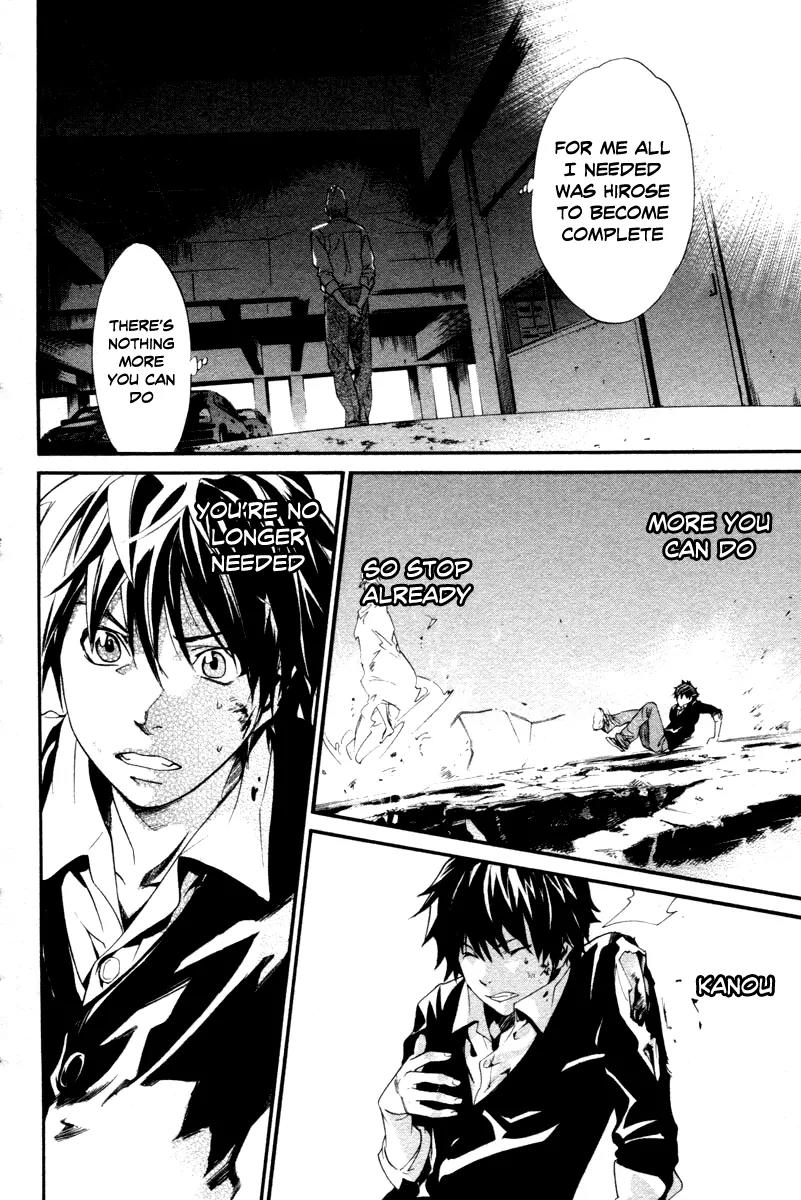 FOR ME ALL
I NEEDED
WAS HIROSE
TO BECOME
COMPLETE
THERE'S
NOTHING
MORE
YOU CAN
DO
MORE YOU
CAN DO
SO STOP
ALREADY
YOU'RE NO
LONGER
NEEDED
KANOU